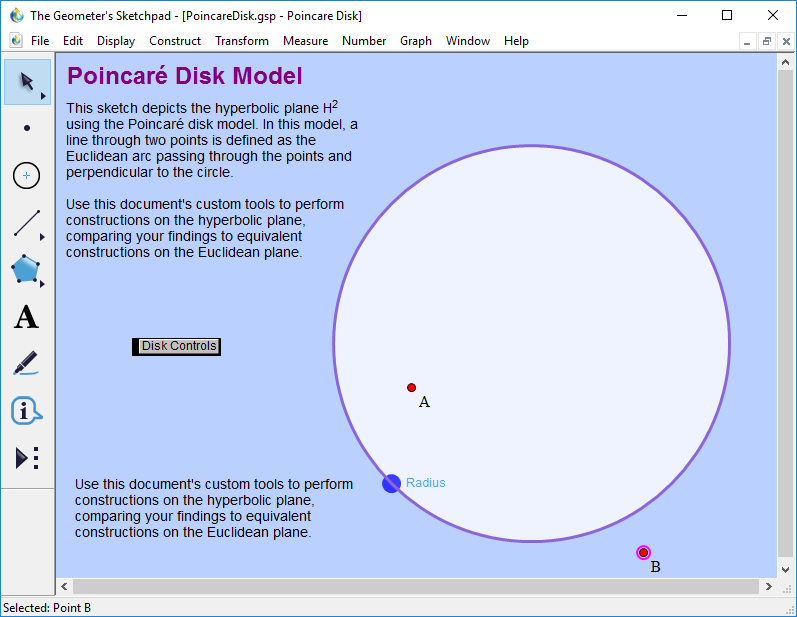 The Geometer's Sketchpad - [PoincareDisk.gsp - Poincare Disk]
File Edit Display Construct Transform Measure Number Graph Window Help
Poincaré Disk Model
This sketch depicts the hyperbolic plane H²
using the Poincaré disk model. In this model, a
line through two points is defined as the
Euclidean arc passing through the points and
perpendicular to the circle.
Use this document's custom tools to perform
constructions on the hyperbolic plane,
comparing your findings to equivalent
constructions on the Euclidean plane.
A
Disk Controls
A
Radius
Use this document's custom tools to perform
constructions on the hyperbolic plane,
comparing your findings to equivalent
constructions on the Euclidean plane.
B
Selected: Point B